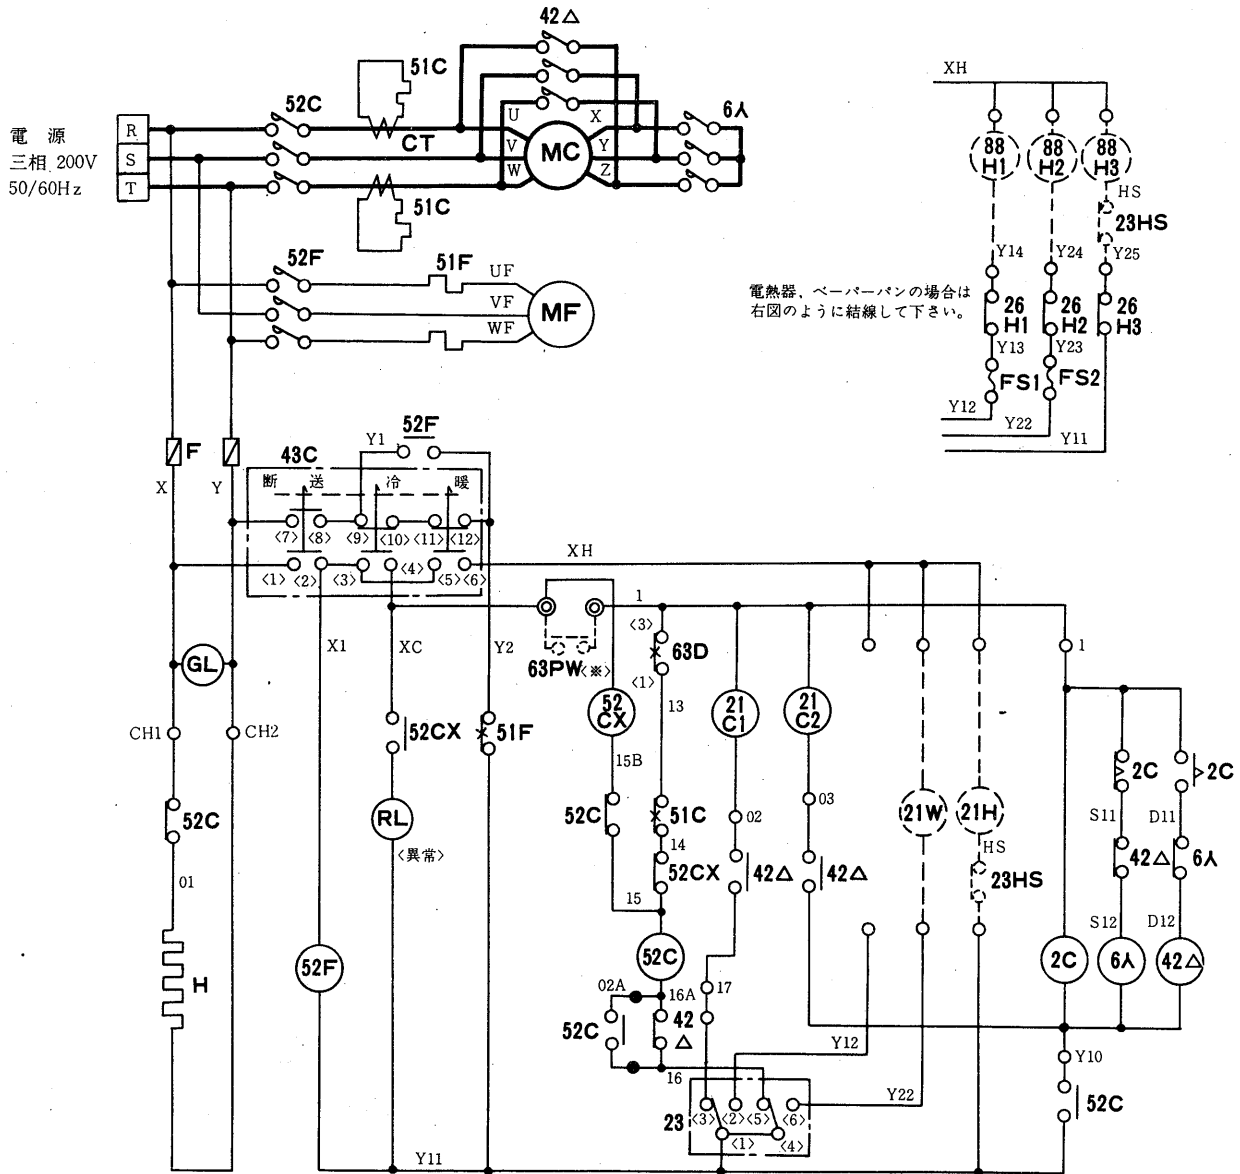 42△
51C
52C
6人
XH
電 源
三相 200V
50/60Hz
R
S
T
U
V
W
X
Y
Z
MC
CT
51C
88
H1
88
H2
88
H3
HS
23HS
Y14
Y24
Y25
52F
51F
UF
VF
WF
MF
電熱器、ペーパーパンの場合は
右図のように結線して下さい。
26
H1
26
H2
26
H3
Y13
Y23
FS1
FS2
Y12
Y22
Y11
F
X
Y
43C
Y1
52F
断 送 冷 暖
<7> <8> <9> <10> <11> <12>
<1> <2> <3> <4> <5> <6>
XH
X1
XC
Y2
1
<3>
63D
<1>
63PW<※>
1
GL
CH1
CH2
52
CX
13
21
C1
21
C2
52CX
51F
15B
2C
2C
52C
52C
51C
02
03
21W
21H
S11
D11
RL
<異常>
14
52CX
42△
42△
HS
23HS
42△
6人
01
15
S12
D12
H
52F
52C
2C
6人
42△
02A
16A
17
52C
42
△
Y12
Y10
16
Y22
52C
23
<3> <2> <5> <6>
<1> <4>
Y11